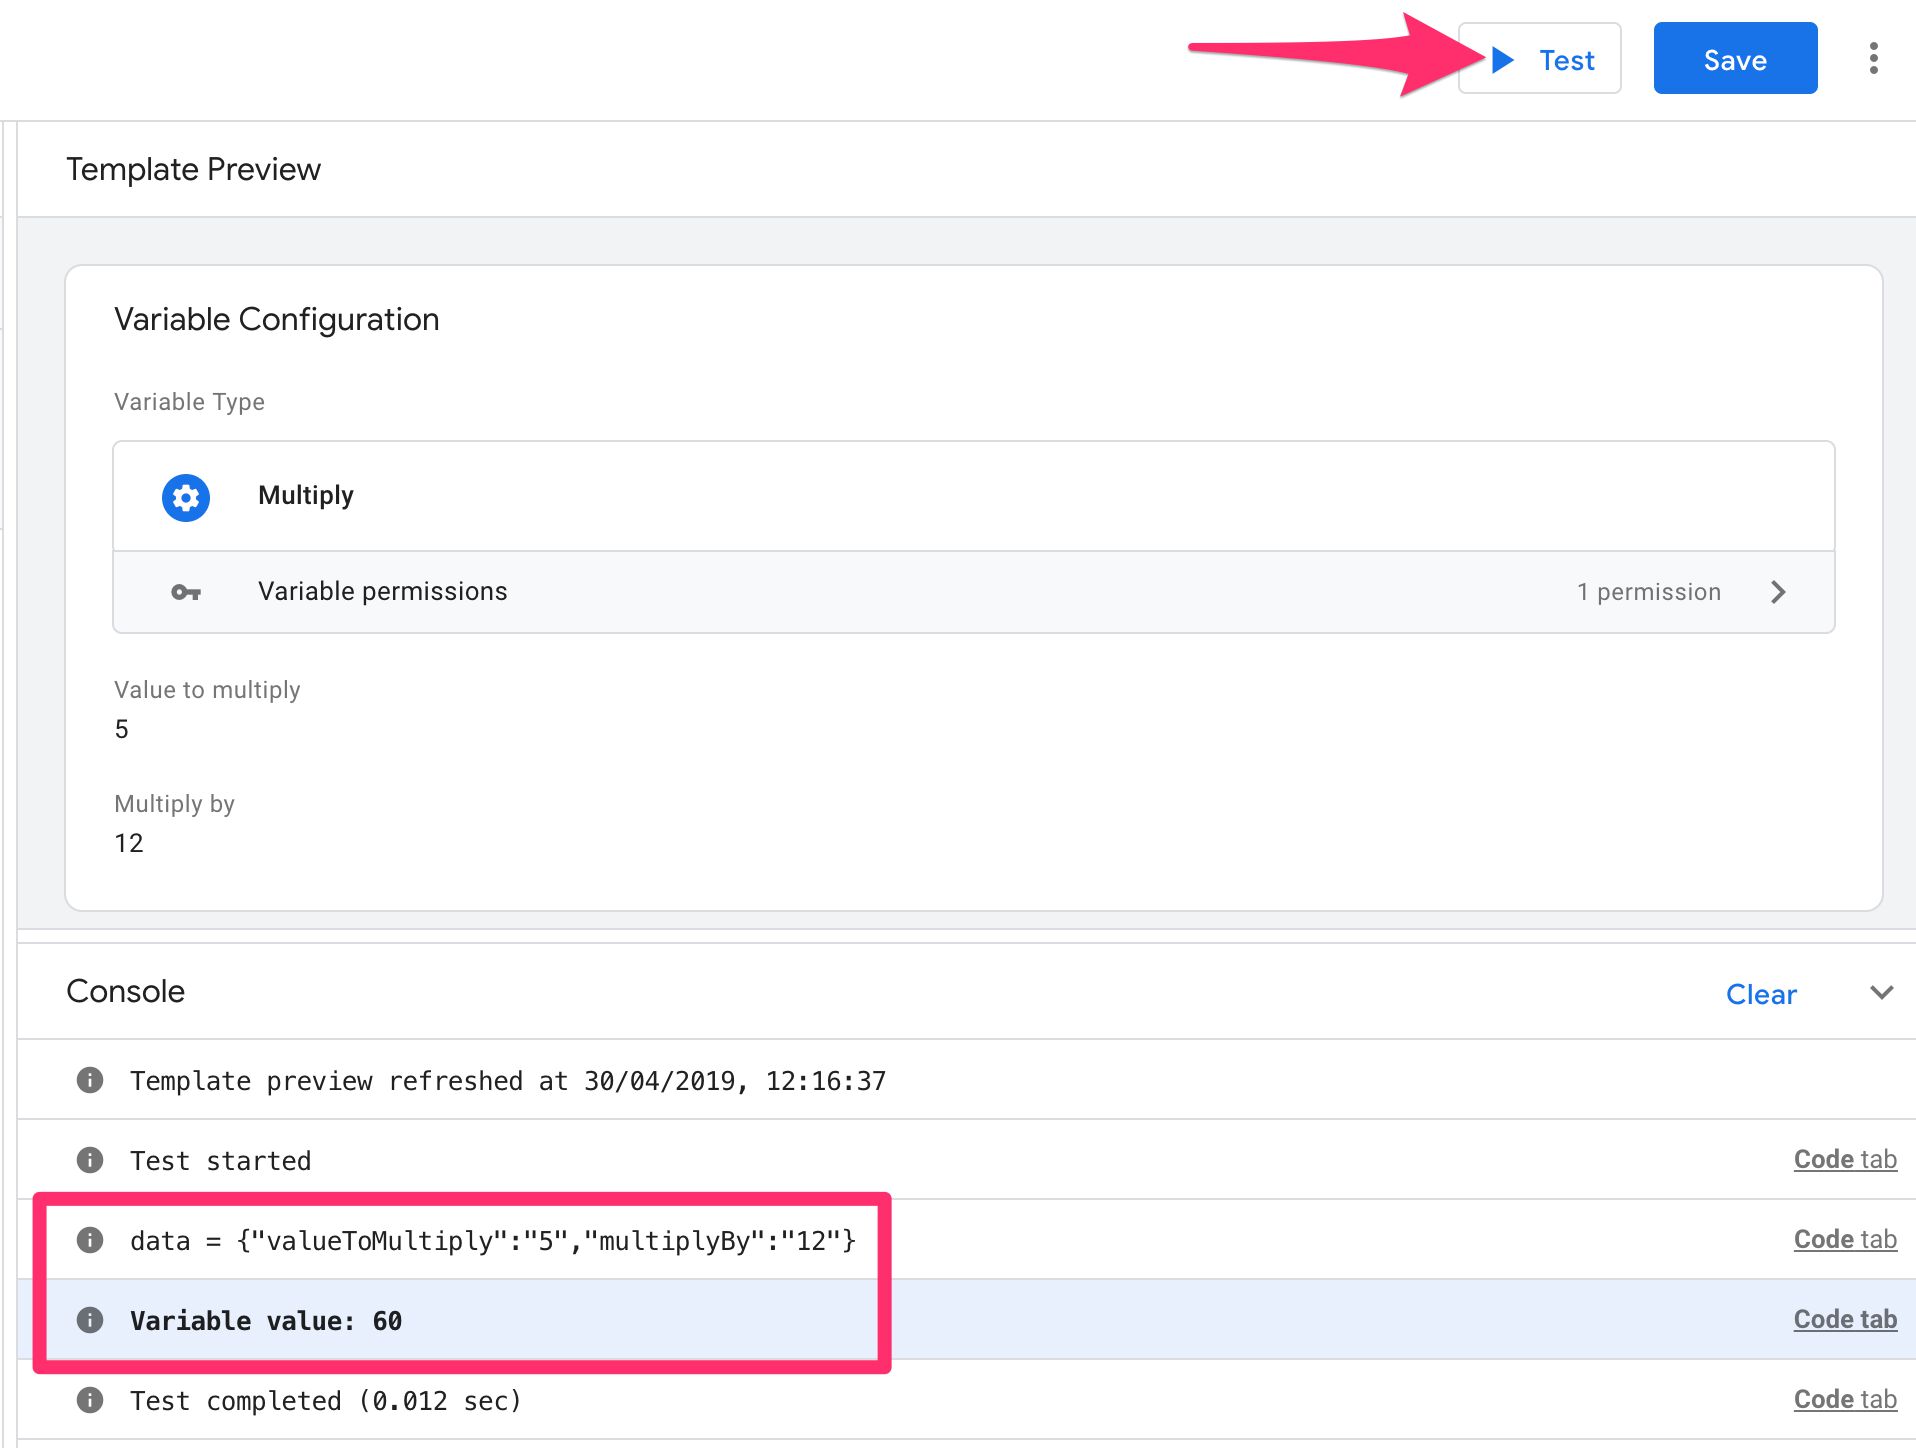 Test
Save
Template Preview
Variable Configuration
Variable Type
Multiply
Variable permissions 1 permission
Value to multiply
5
Multiply by
12
Console Clear
Template preview refreshed at 30/04/2019, 12:16:37
Test started Code tab
data = {"valueToMultiply":"5","multiplyBy":"12"} Code tab
Variable value: 60 Code tab
Test completed (0.012 sec) Code tab